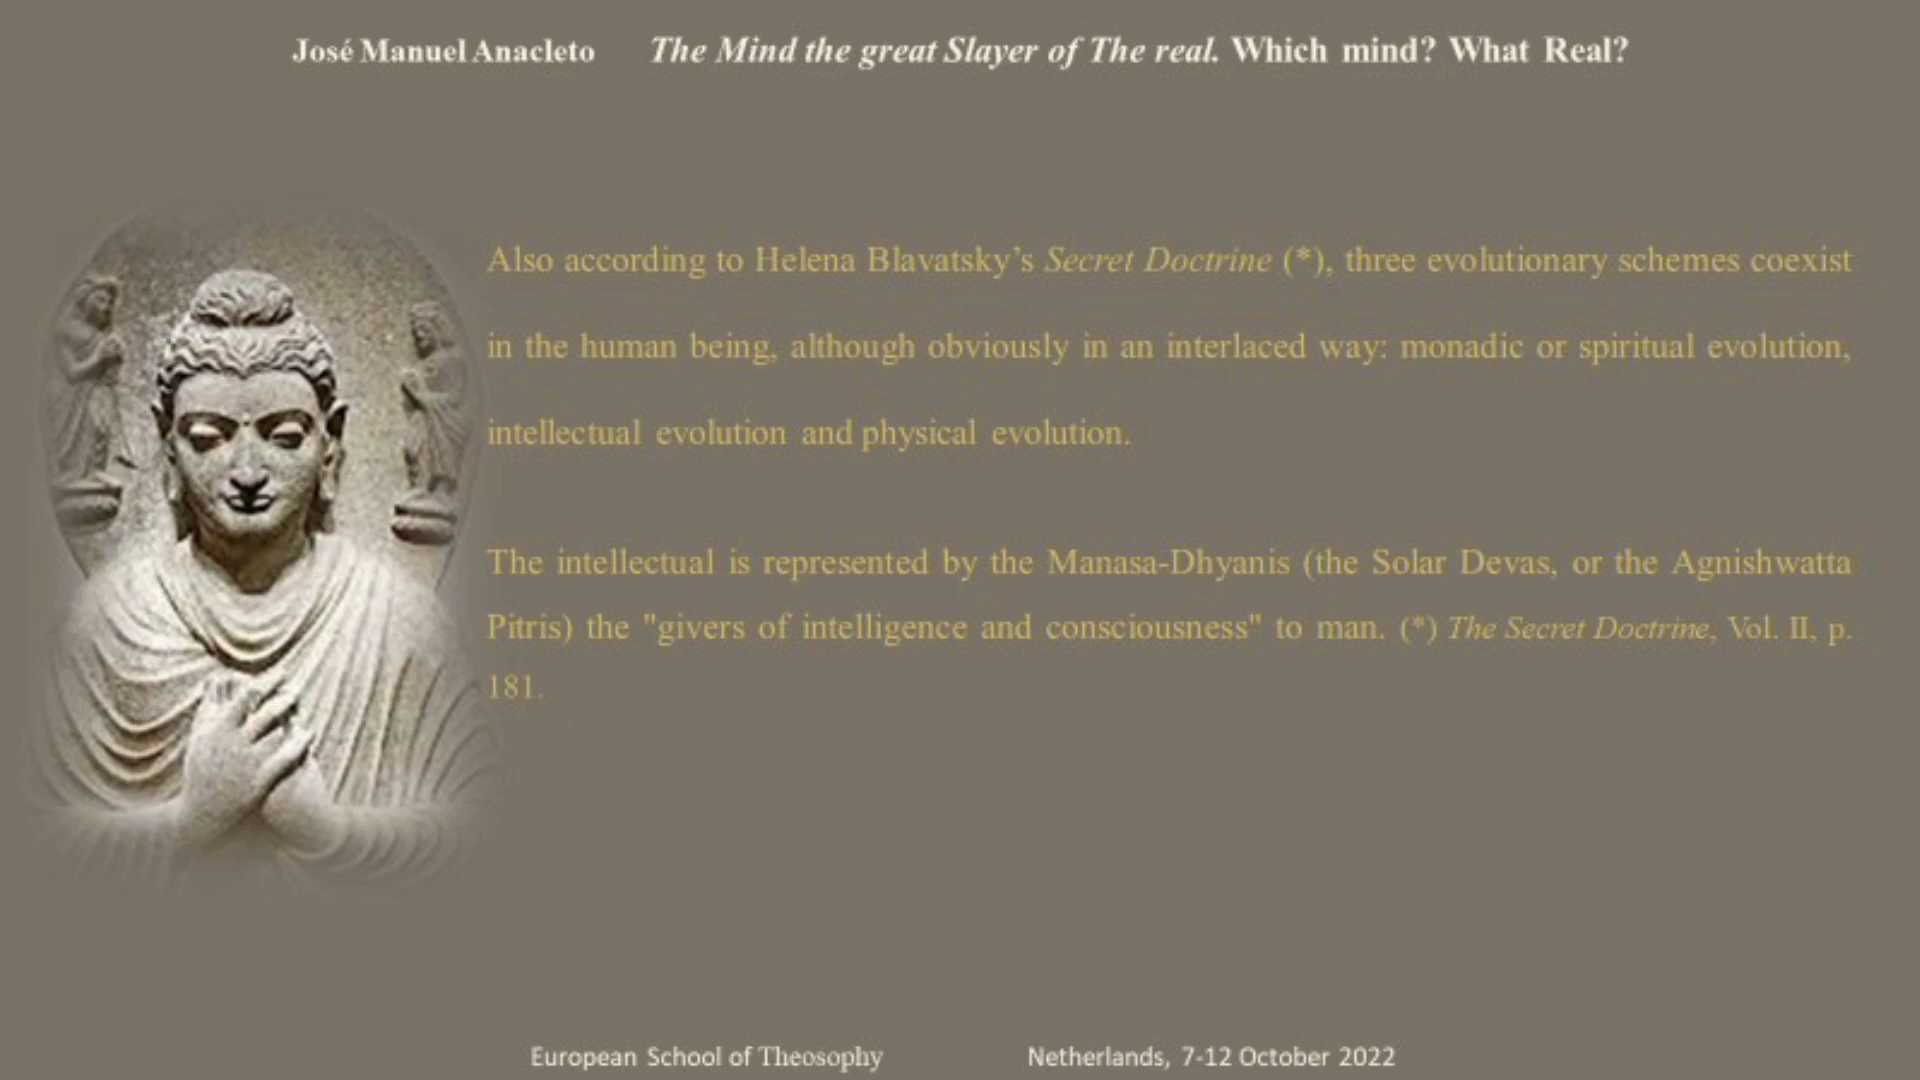 José Manuel Anacleto The Mind the great Slayer of The real. Which mind? What Real?
Also according to Helena Blavatsky’s Secret Doctrine (*), three evolutionary schemes coexist
in the human being, although obviously in an interlaced way: monadic or spiritual evolution,
intellectual evolution and physical evolution.
The intellectual is represented by the Manasa-Dhyanis (the Solar Devas, or the Agnishwatta
Pitris) the "givers of intelligence and consciousness" to man. (*) The Secret Doctrine, Vol. II, p.
181.
European School of Theosophy Netherlands, 7-12 October 2022